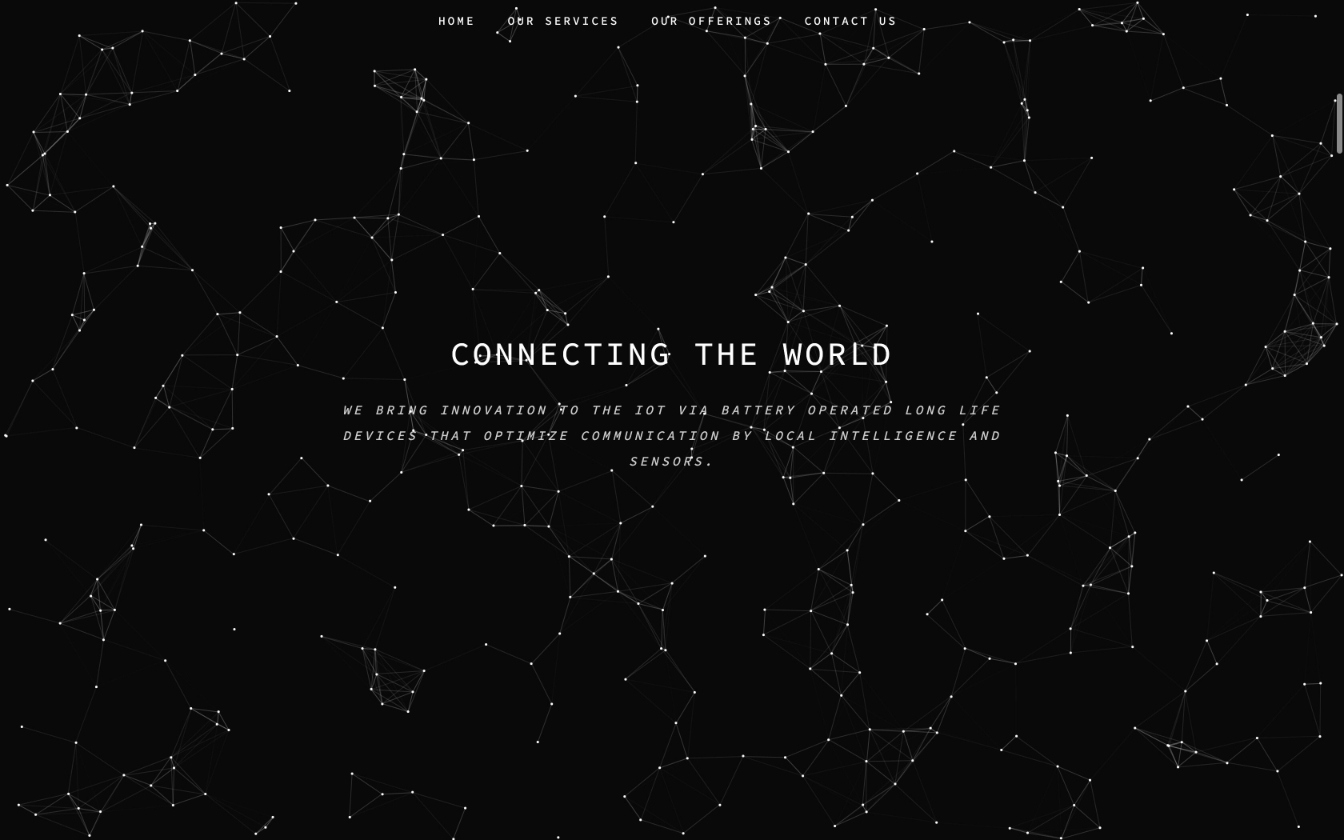 HOME OUR SERVICES OUR OFFERINGS CONTACT US
CONNECTING THE WORLD
WE BRING INNOVATION TO THE IOT VIA BATTERY OPERATED LONG LIFE
DEVICES THAT OPTIMIZE COMMUNICATION BY LOCAL INTELLIGENCE AND
SENSORS.